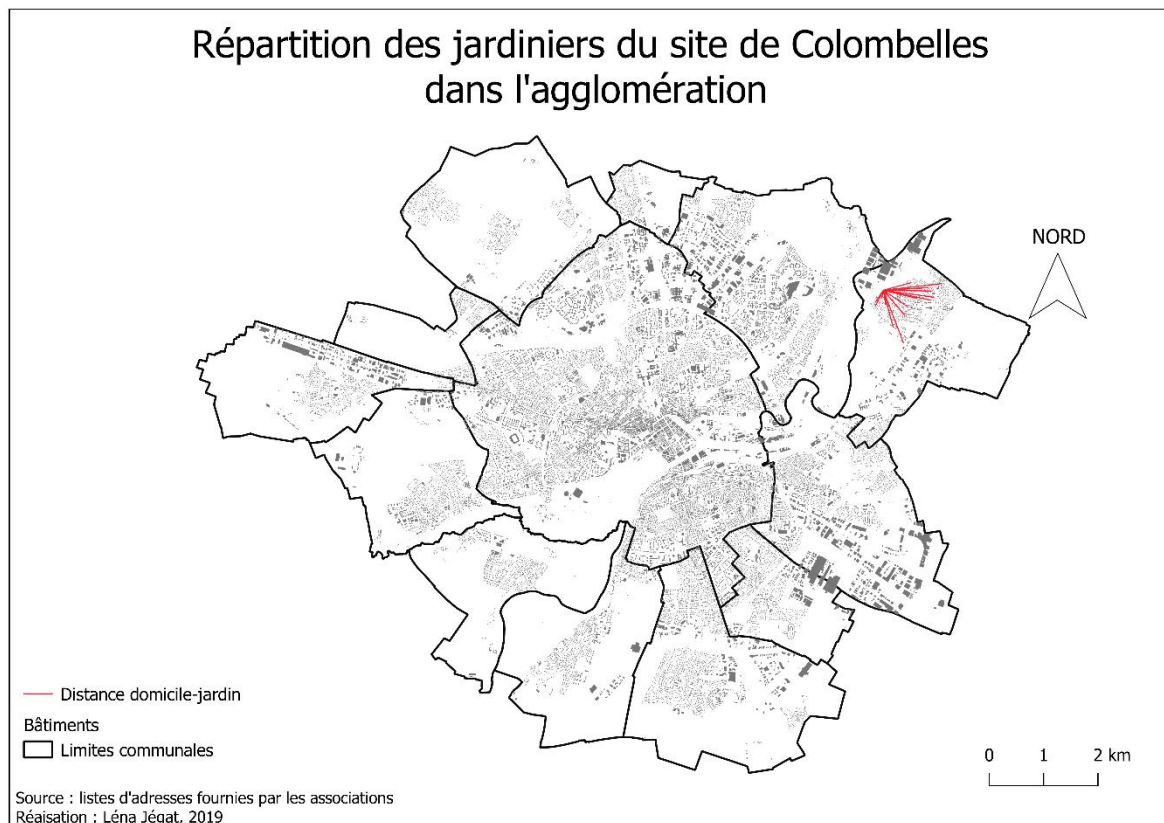 Répartition des jardiniers du site de Colombelles
dans l'agglomération
NORD
Distance domicile-jardin
Bâtiments
Limites communales
0 1 2 km
Source : listes d'adresses fournies par les associations
Réaisation : Léna Jégat, 2019